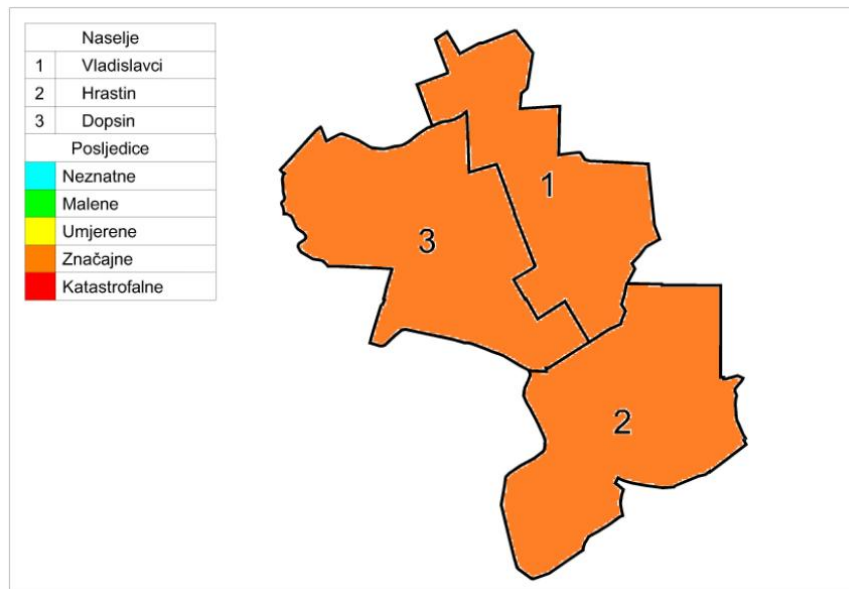 Naselje
1 Vladislavci
2 Hrastin
3 Dopsin
Posljedice
Neznatne
Malene
Umjerene
Značajne
Katastrofalne
1
3
2